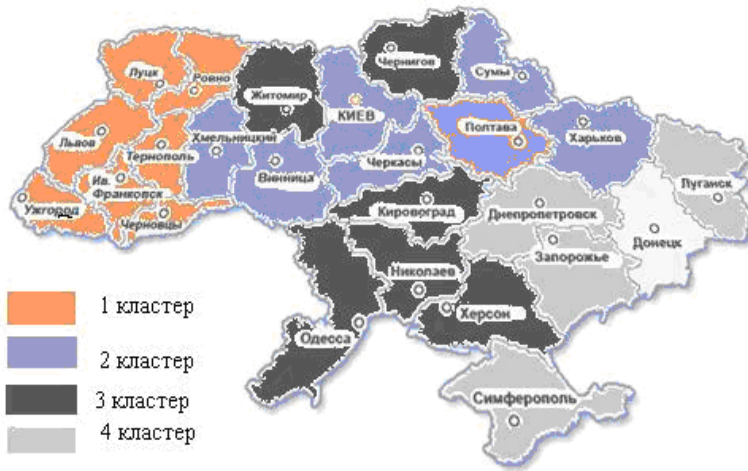 Чернигов
Луцк
Ровно
Сумы
Житомир
КИЕВ
Полтава
Харьков
Львов
Хмельницкий
Тернополь
Черкассы
Винница
Луганск
Ив.
Франковск
Ужгород
Черновцы
Кировоград
Днепропетровск
Донецк
Запорожье
Николаев
Херсон
Одесса
Симферополь
1 кластер
2 кластер
3 кластер
4 кластер